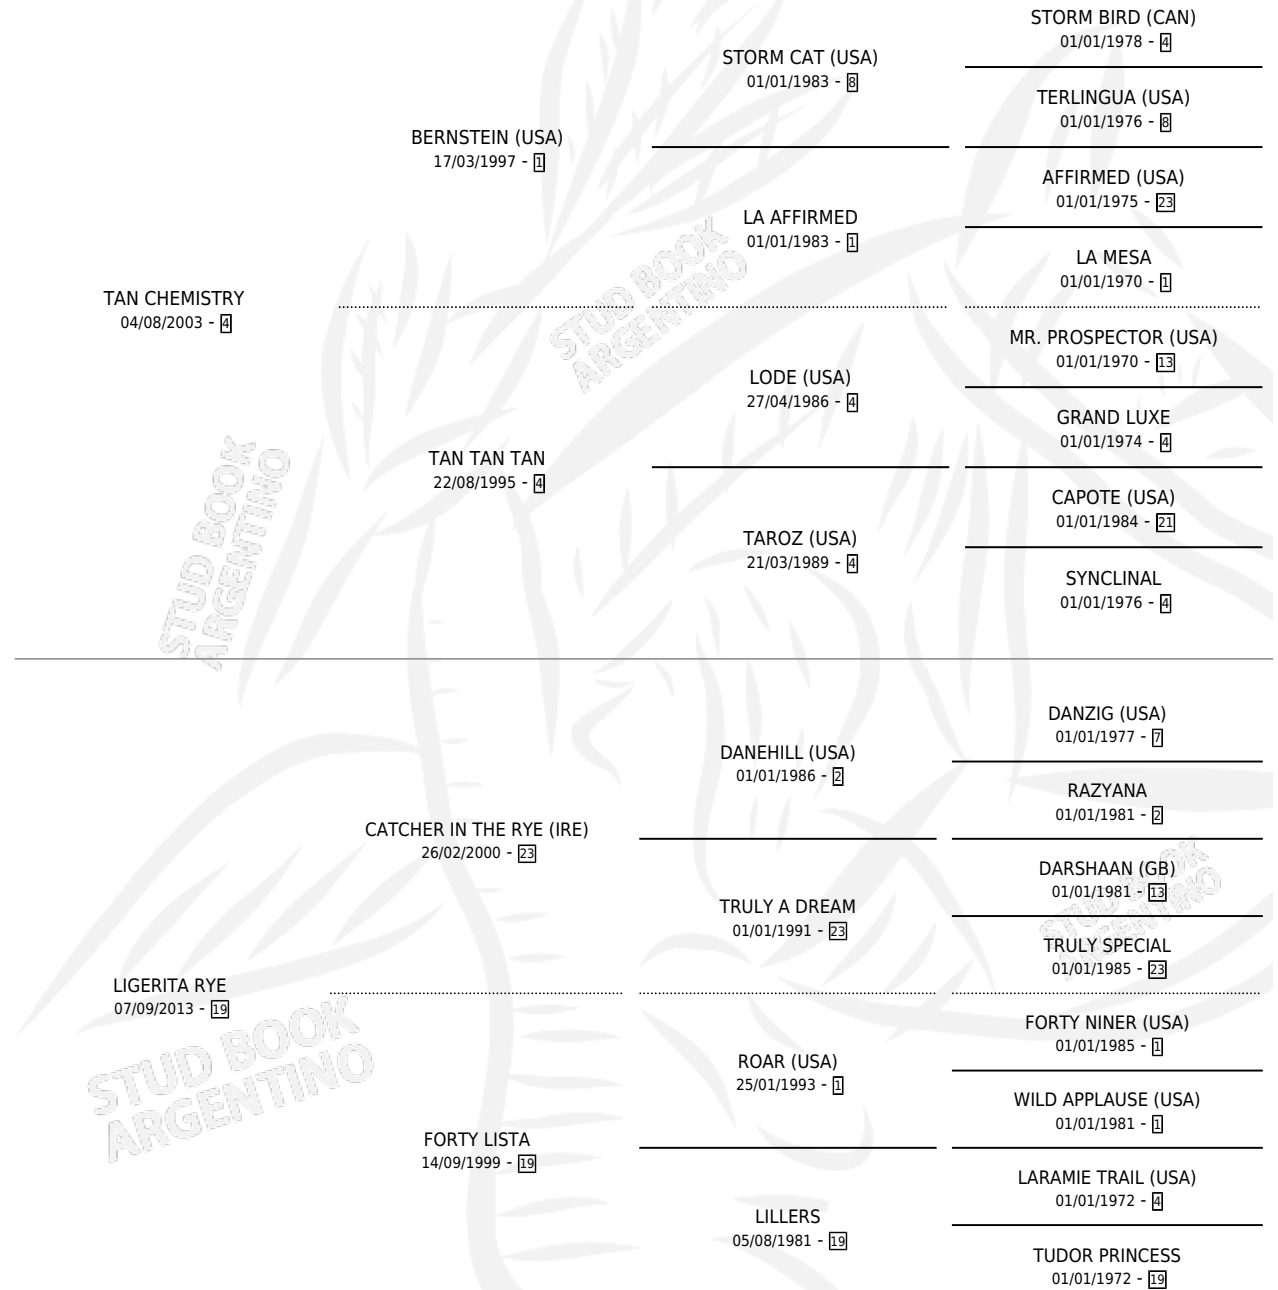 STORM BIRD (CAN)
01/01/1978 - 4
STORM CAT (USA)
01/01/1983 - 8
TERLINGUA (USA)
01/01/1976 - 8
BERNSTEIN (USA)
17/03/1997 - 1
AFFIRMED (USA)
01/01/1975 - 23
LA AFFIRMED
01/01/1983 - 1
LA MESA
01/01/1970 - 1
TAN CHEMISTRY
04/08/2003 - 4
MR. PROSPECTOR (USA)
01/01/1970 - 13
LODE (USA)
27/04/1986 - 4
GRAND LUXE
01/01/1974 - 4
TAN TAN TAN
22/08/1995 - 4
CAPOTE (USA)
01/01/1984 - 21
TAROZ (USA)
21/03/1989 - 4
SYNCLINAL
01/01/1976 - 4
DANZIG (USA)
01/01/1977 - 7
DANEHILL (USA)
01/01/1986 - 2
RAZYANA
01/01/1981 - 2
CATCHER IN THE RYE (IRE)
26/02/2000 - 23
DARSHAAN (GB)
01/01/1981 - 13
TRULY A DREAM
01/01/1991 - 23
TRULY SPECIAL
01/01/1985 - 23
LIGERITA RYE
07/09/2013 - 19
FORTY NINER (USA)
01/01/1985 - 1
ROAR (USA)
25/01/1993 - 1
WILD APPLAUSE (USA)
01/01/1981 - 1
FORTY LISTA
14/09/1999 - 19
LARAMIE TRAIL (USA)
01/01/1972 - 4
LILLERS
05/08/1981 - 19
TUDOR PRINCESS
01/01/1972 - 19
STUD BOOK
ARGENTINO
STUD BOOK
ARGENTINO
STUD BOOK
ARGENTINO
STUD BOOK
ARGENTINO